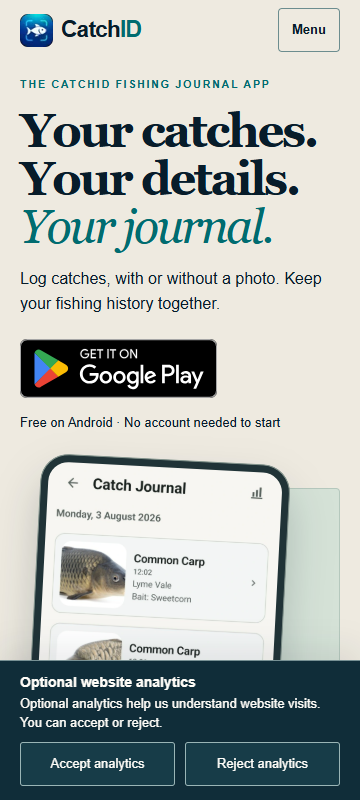 CatchID
Menu
THE CATCHID FISHING JOURNAL APP
Your catches.
Your details.
Your journal.
Log catches, with or without a photo. Keep
your fishing history together.
GET IT ON
Google Play
Free on Android · No account needed to start
Catch Journal
Monday, 3 August 2026
Common Carp
12:02
Lyme Vale
Bait: Sweetcorn
Common Carp
Optional website analytics
Optional analytics help us understand website visits.
You can accept or reject.
Accept analytics
Reject analytics